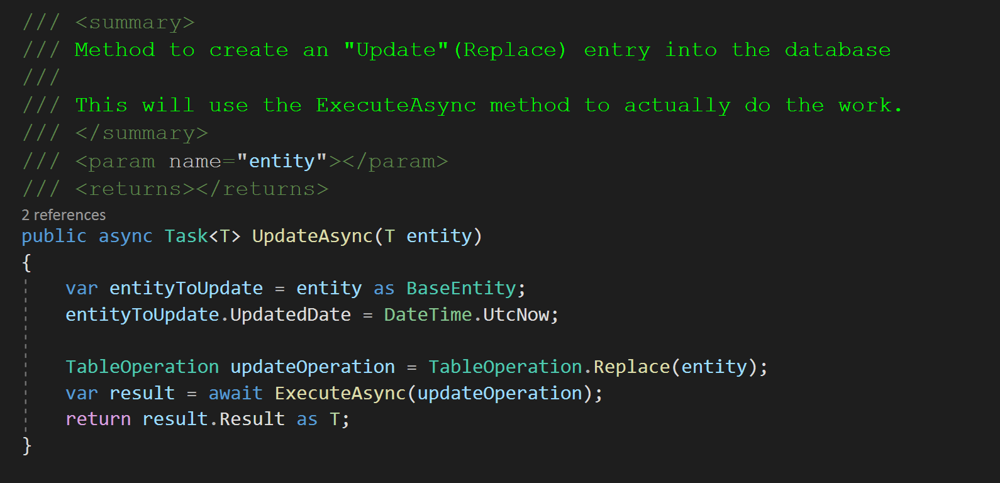 /// <summary>
/// Method to create an "Update"(Replace) entry into the database
///
/// This will use the ExecuteAsync method to actually do the work.
/// </summary>
/// <param name="entity"></param>
/// <returns></returns>
2 references
public async Task<T> UpdateAsync(T entity)
{
    var entityToUpdate = entity as BaseEntity;
    entityToUpdate.UpdatedDate = DateTime.UtcNow;

    TableOperation updateOperation = TableOperation.Replace(entity);
    var result = await ExecuteAsync(updateOperation);
    return result.Result as T;
}